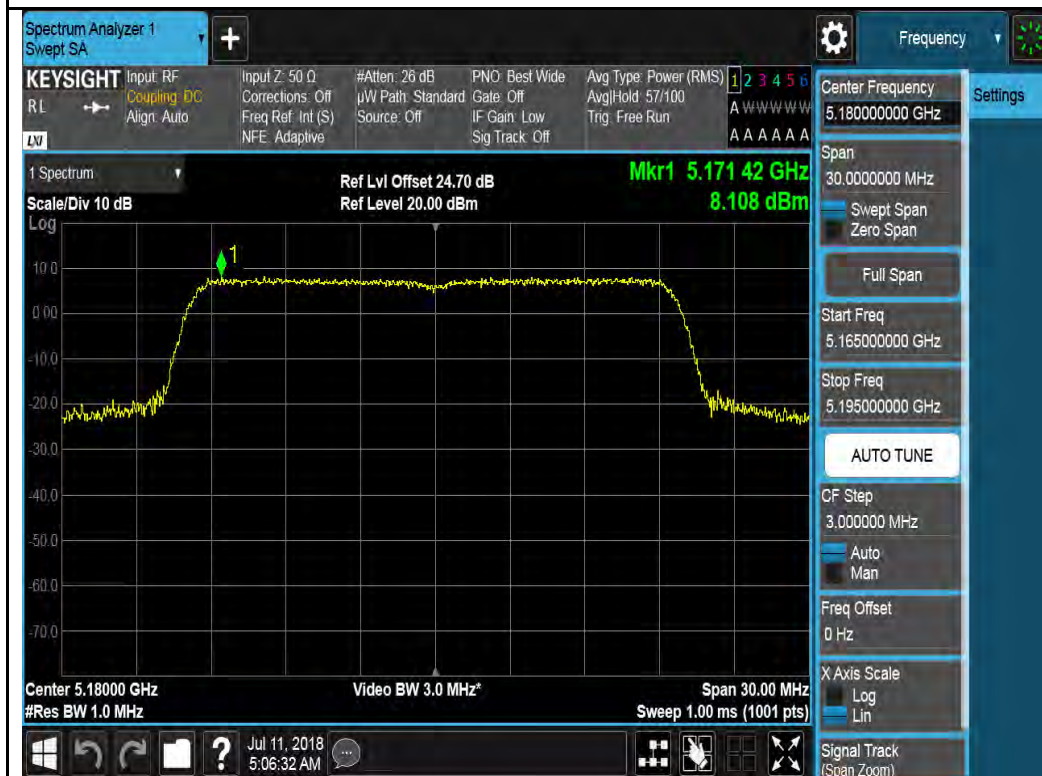 Spectrum Analyzer 1
Swept SA
+
Frequency
KEYSIGHT
RL
LXI
Input: RF
Coupling: DC
Align: Auto
Input Z: 50 Ω
Corrections: Off
Freq Ref: Int (S)
NFE: Adaptive
#Atten: 26 dB
µW Path: Standard
Source: Off
PNO: Best Wide
Gate: Off
IF Gain: Low
Sig Track: Off
Avg Type: Power (RMS)
Avg|Hold: 57/100
Trig: Free Run
1 2 3 4 5 6
A W W W W W
A A A A A A
1 Spectrum
Scale/Div 10 dB
Log
Ref Lvl Offset 24.70 dB
Ref Level 20.00 dBm
Mkr1 5.171 42 GHz
8.108 dBm
1
10.0
0.00
-10.0
-20.0
-30.0
-40.0
-50.0
-60.0
-70.0
Center 5.18000 GHz
#Res BW 1.0 MHz
Video BW 3.0 MHz*
Span 30.00 MHz
Sweep 1.00 ms (1001 pts)
?
Jul 11, 2018
5:06:32 AM
Center Frequency
5.180000000 GHz
Settings
Span
30.0000000 MHz
Swept Span
Zero Span
Full Span
Start Freq
5.165000000 GHz
Stop Freq
5.195000000 GHz
AUTO TUNE
CF Step
3.000000 MHz
Auto
Man
Freq Offset
0 Hz
X Axis Scale
Log
Lin
Signal Track
(Span Zoom)